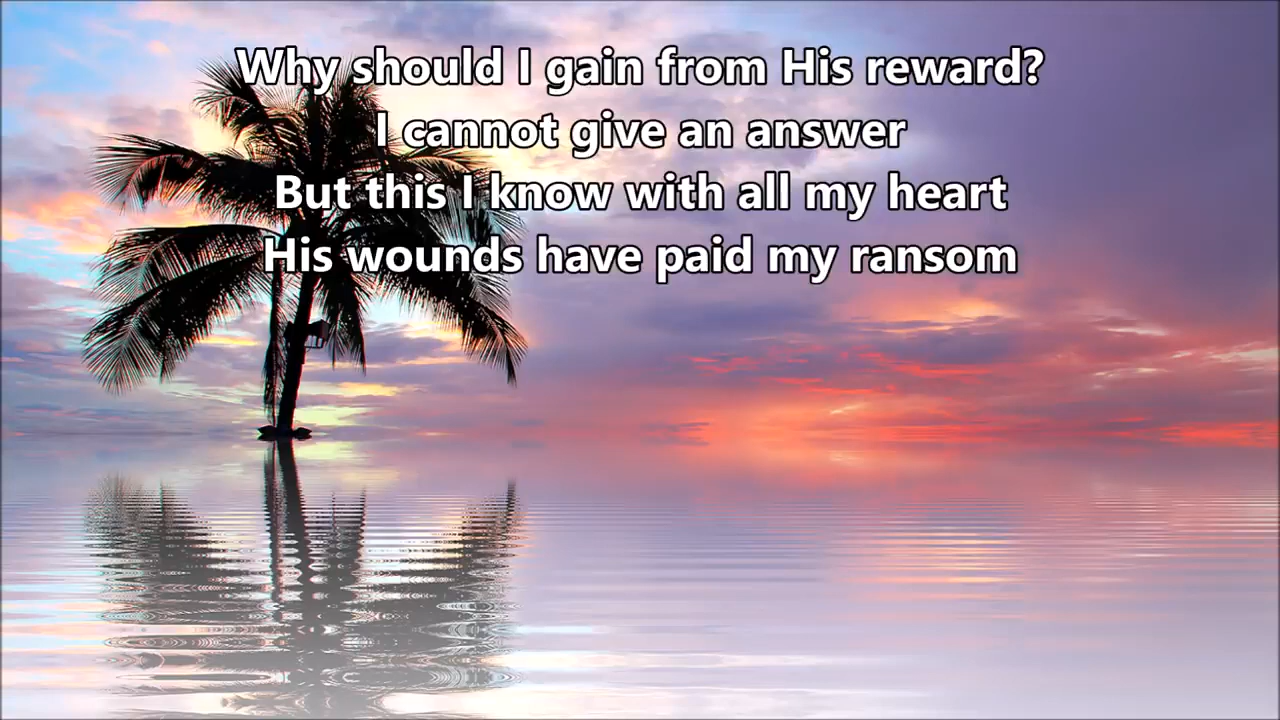 Why should I gain from His reward?
I cannot give an answer
But this I know with all my heart
His wounds have paid my ransom